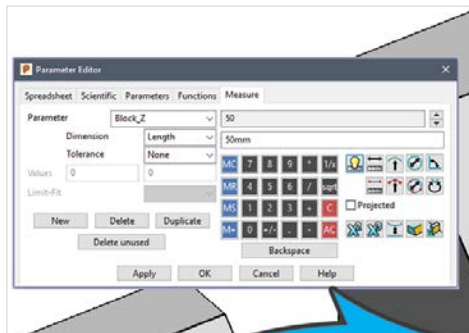 Parameter Editor
Spreadsheet Scientific Parameters Functions Measure
Parameter Block_Z 50
Dimension Length 50mm
Tolerance None
Values 0 0
Limit-Fit
MC 7 8 9 * 1/x
MR 4 5 6 / sqrt
MS 1 2 3 + C
M+ 0 +/- . - AC
Projected
New Delete Duplicate
Delete unused
Backspace
Apply OK Cancel Help